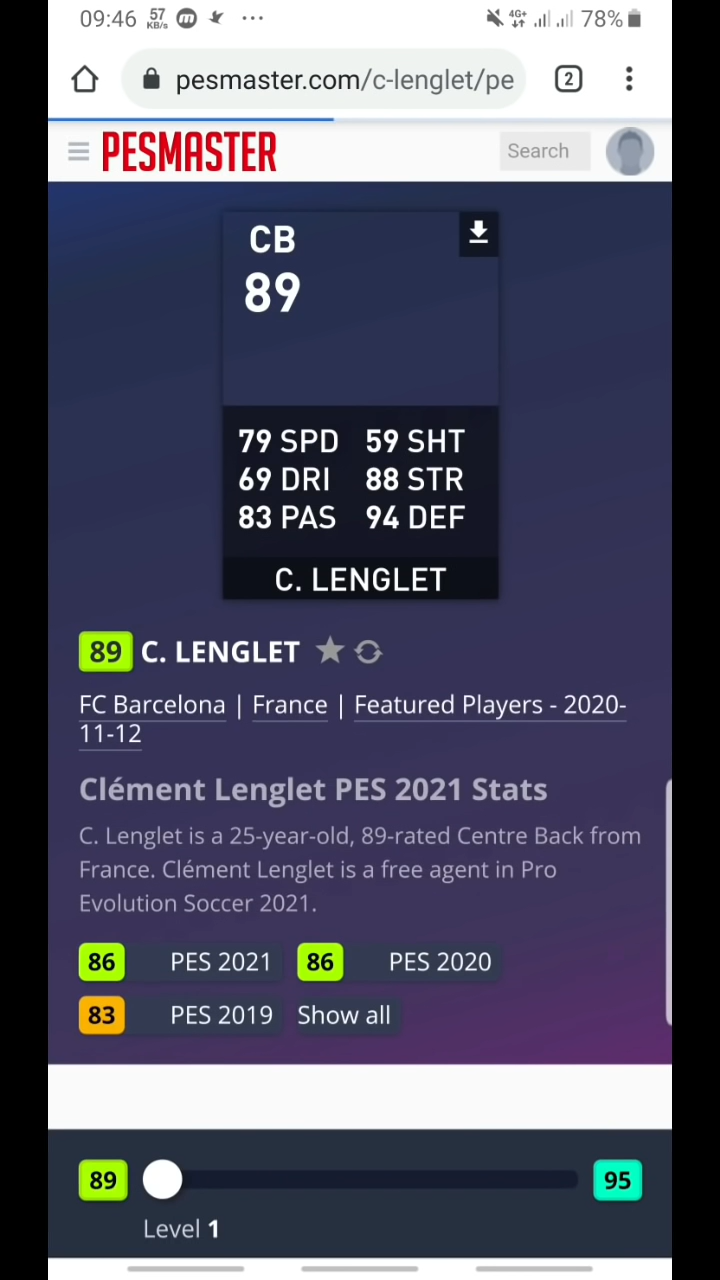 09:46 57 KB/s m ... 4G+ 78%
pesmaster.com/c-lenglet/pe 2
PESMASTER Search
CB
89
79 SPD 59 SHT
69 DRI 88 STR
83 PAS 94 DEF
C. LENGLET
89 C. LENGLET
FC Barcelona | France | Featured Players - 2020-
11-12
Clément Lenglet PES 2021 Stats
C. Lenglet is a 25-year-old, 89-rated Centre Back from
France. Clément Lenglet is a free agent in Pro
Evolution Soccer 2021.
86 PES 2021 86 PES 2020
83 PES 2019 Show all
89 95
Level 1